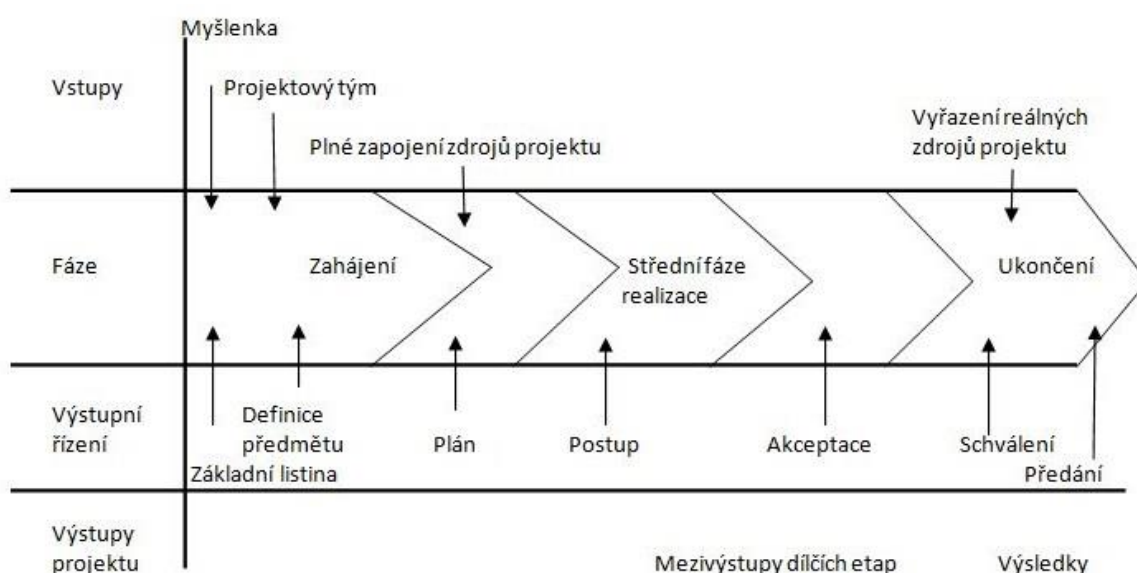 Myšlenka
Vstupy
Projektový tým
Plné zapojení zdrojů projektu
Vyřazení reálných
zdrojů projektu
Fáze
Zahájení
Střední fáze
realizace
Ukončení
Výstupní
řízení
Základní listina
Definice
předmětu
Plán
Postup
Akceptace
Schválení
Předání
Výstupy
projektu
Mezivýstupy dílčích etap
Výsledky